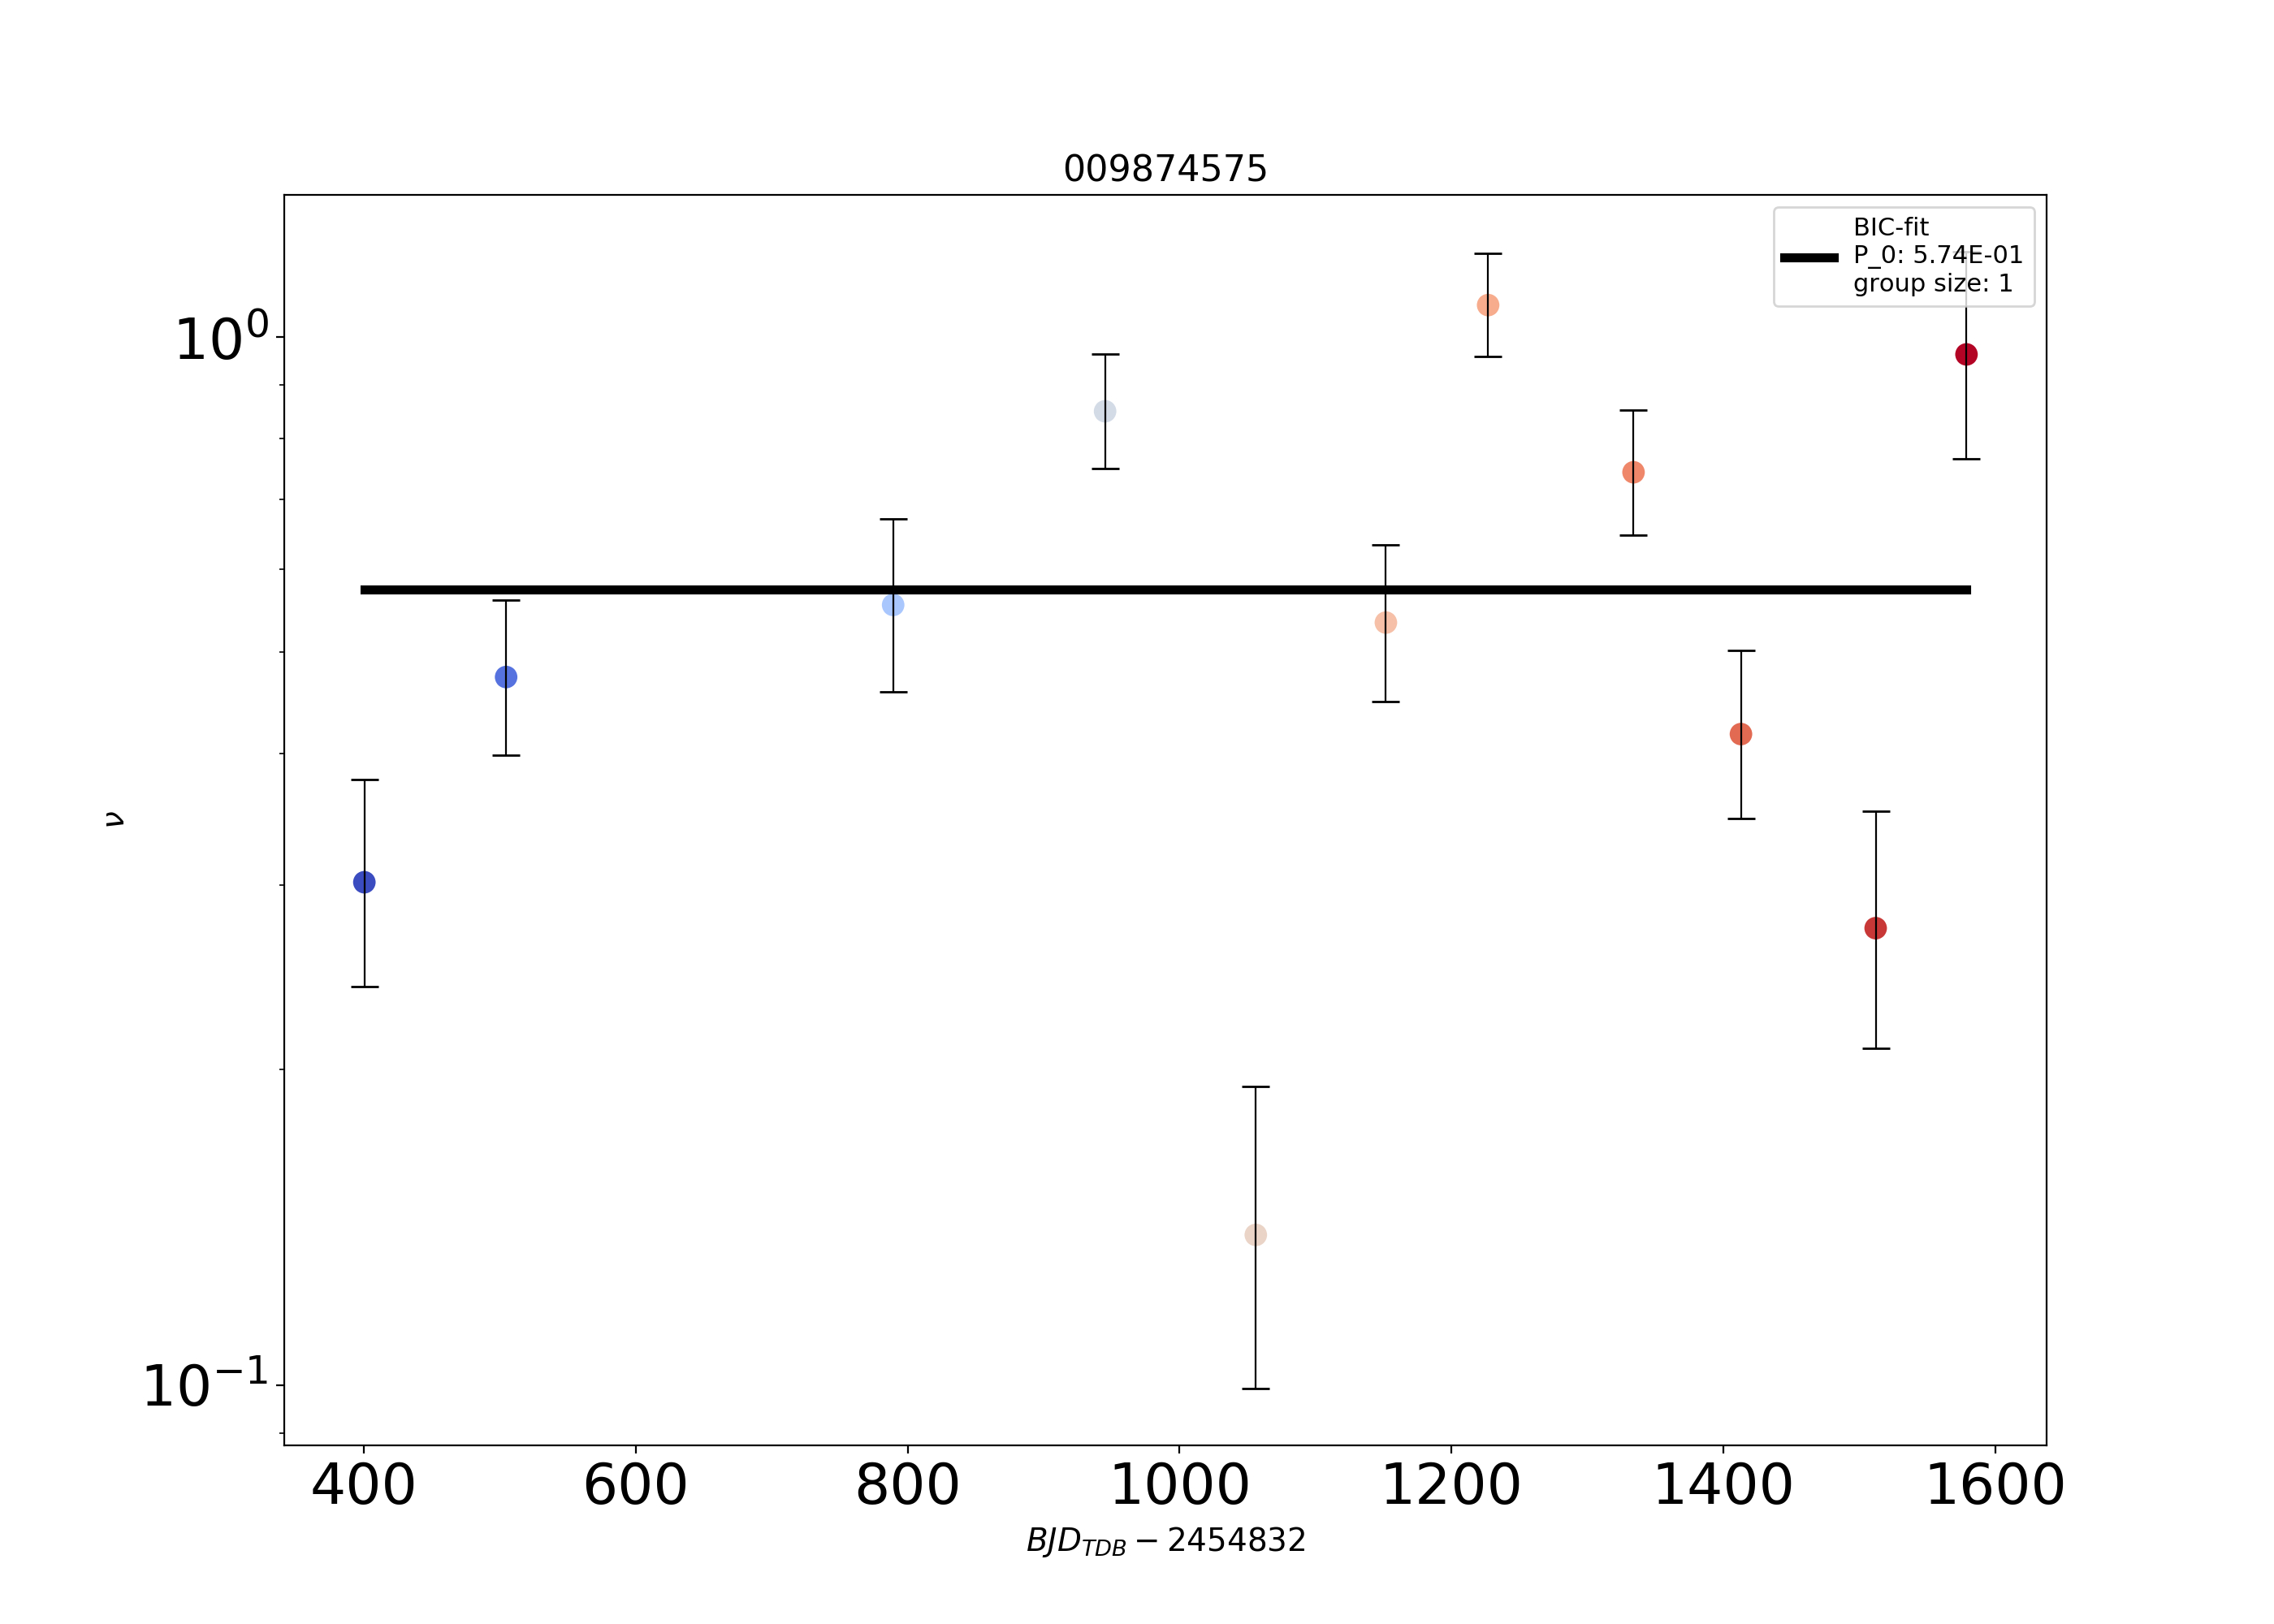 009874575
BIC-fit
P_0: 5.74E-01
group size: 1
10⁰
10⁻¹
ν
400 600 800 1000 1200 1400 1600
BJD_{TDB} − 2454832